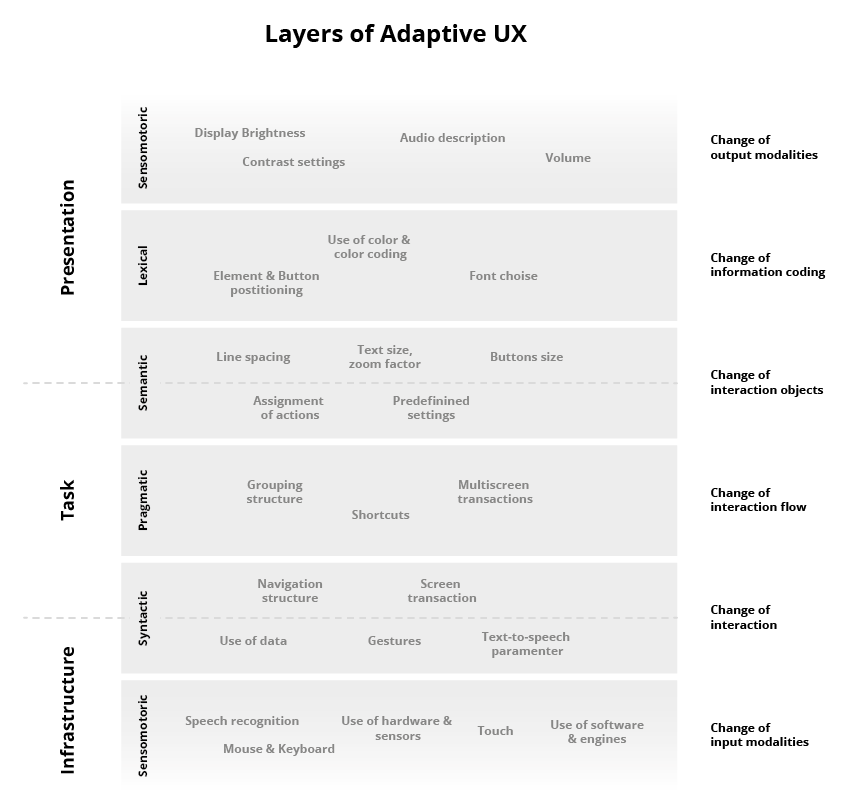 Layers of Adaptive UX
Presentation
Sensomotoric
Display Brightness
Audio description
Contrast settings
Volume
Change of
output modalities
Lexical
Use of color &
color coding
Element & Button
postitioning
Font choise
Change of
information coding
Semantic
Line spacing
Text size,
zoom factor
Buttons size
Assignment
of actions
Predefinined
settings
Change of
interaction objects
Task
Pragmatic
Grouping
structure
Multiscreen
transactions
Shortcuts
Change of
interaction flow
Syntactic
Navigation
structure
Screen
transaction
Use of data
Gestures
Text-to-speech
paramenter
Change of
interaction
Infrastructure
Sensomotoric
Speech recognition
Use of hardware &
sensors
Touch
Use of software
& engines
Mouse & Keyboard
Change of
input modalities